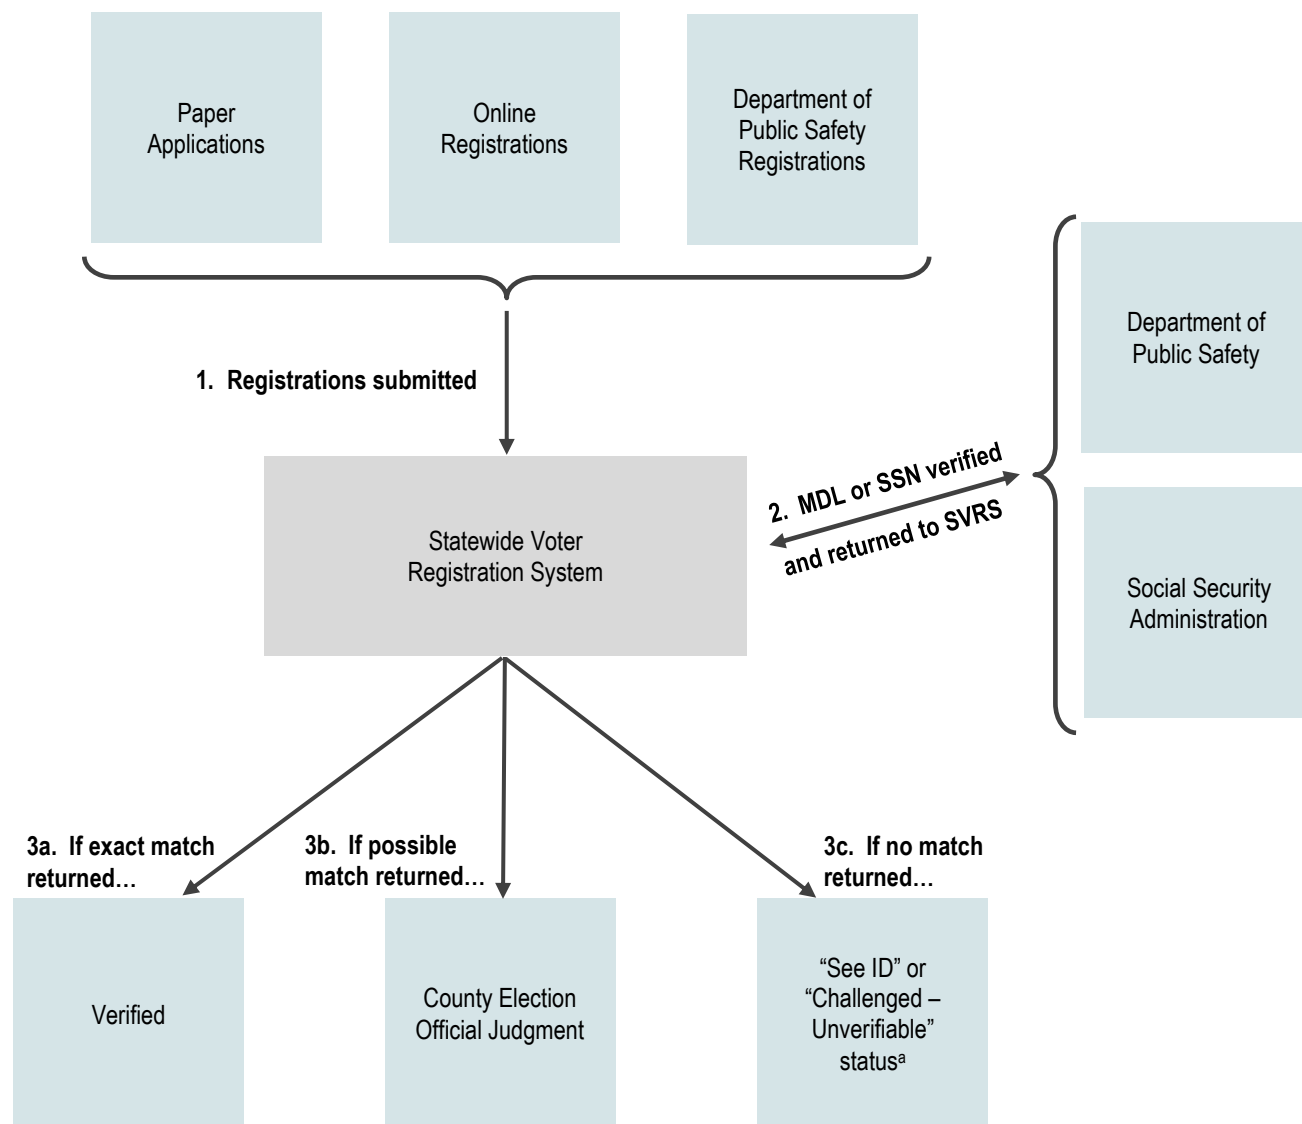 Paper
Applications
Online
Registrations
Department of
Public Safety
Registrations
Department of
Public Safety
1.  Registrations submitted
2.  MDL or SSN verified
and returned to SVRS
Statewide Voter
Registration System
Social Security
Administration
3a.  If exact match
returned…
3b.  If possible
match returned…
3c.  If no match
returned…
Verified
County Election
Official Judgment
“See ID” or
“Challenged –
Unverifiable”
statusᵃ